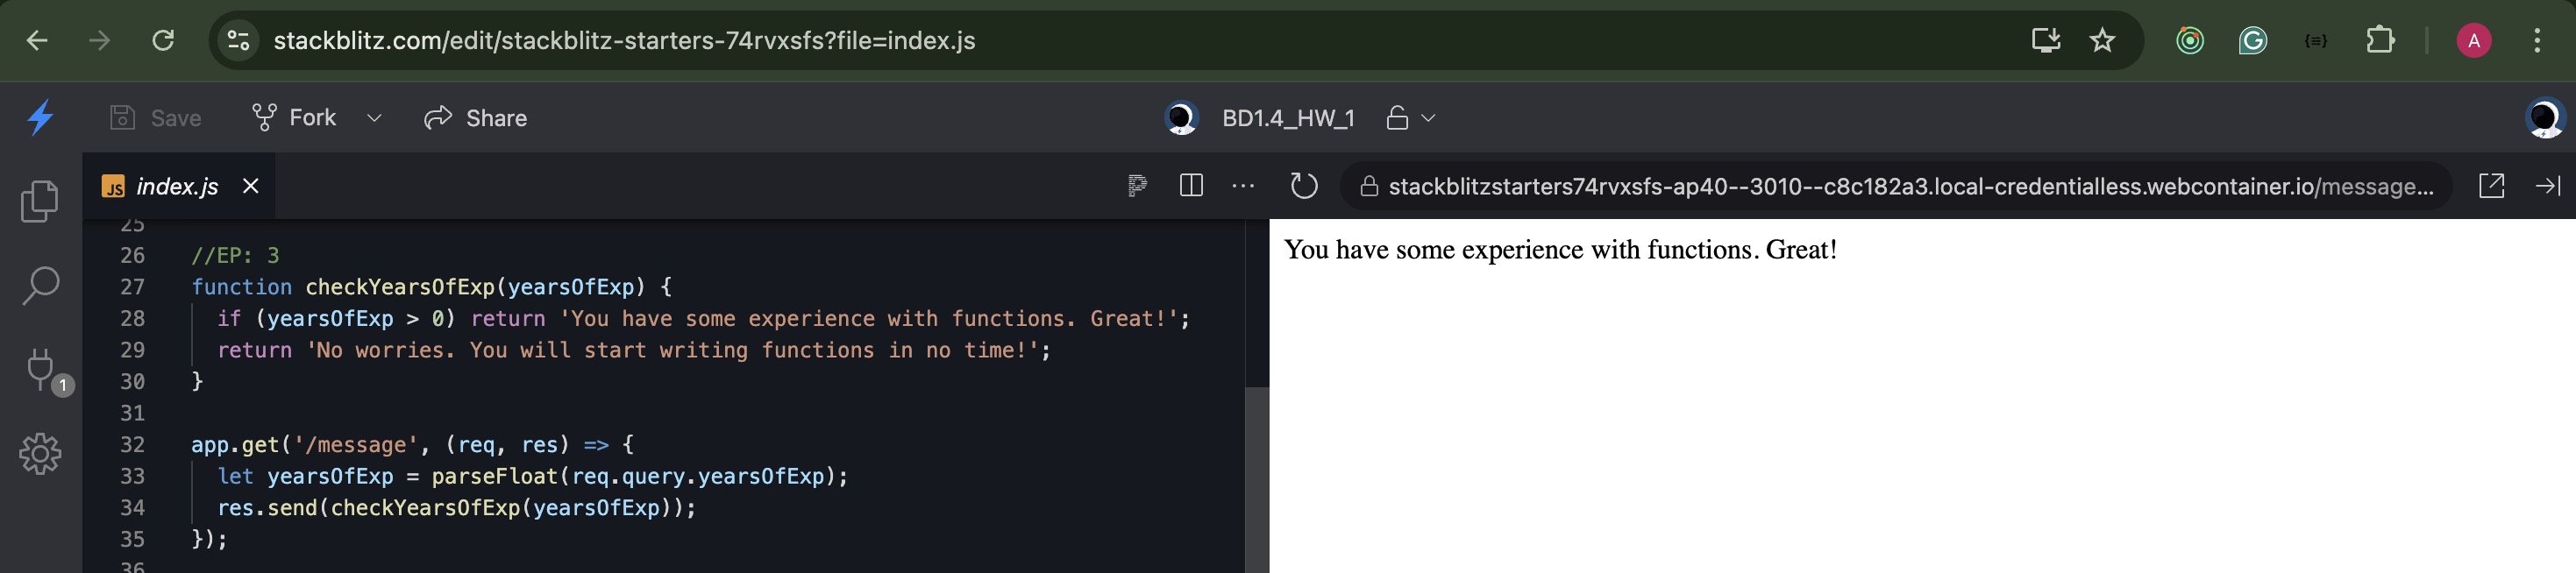 stackblitz.com/edit/stackblitz-starters-74rvxsfs?file=index.js
A
Save
Fork
Share
BD1.4_HW_1
JS index.js
stackblitzstarters74rvxsfs-ap40--3010--c8c182a3.local-credentialless.webcontainer.io/message...
1
25
26 //EP: 3
27 function checkYearsOfExp(yearsOfExp) {
28 if (yearsOfExp > 0) return 'You have some experience with functions. Great!';
29 return 'No worries. You will start writing functions in no time!';
30 }
31
32 app.get('/message', (req, res) => {
33 let yearsOfExp = parseFloat(req.query.yearsOfExp);
34 res.send(checkYearsOfExp(yearsOfExp));
35 });
36
You have some experience with functions. Great!